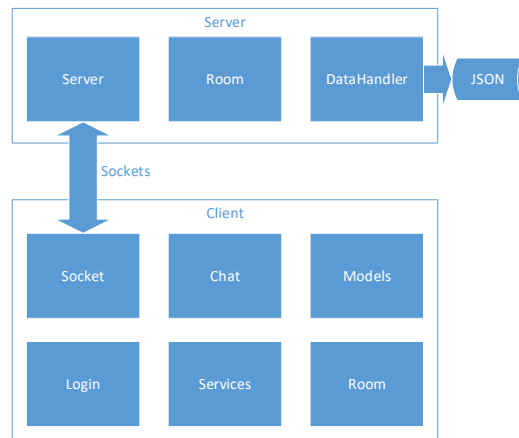 Server
Server
Room
DataHandler
JSON
Sockets
Client
Socket
Chat
Models
Login
Services
Room